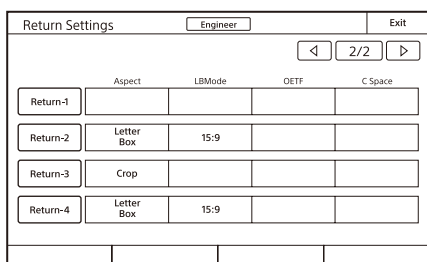 Return Settings Engineer Exit
2/2
Aspect LBMode OETF C Space
Return-1
Return-2 Letter Box 15:9
Return-3 Crop
Return-4 Letter Box 15:9